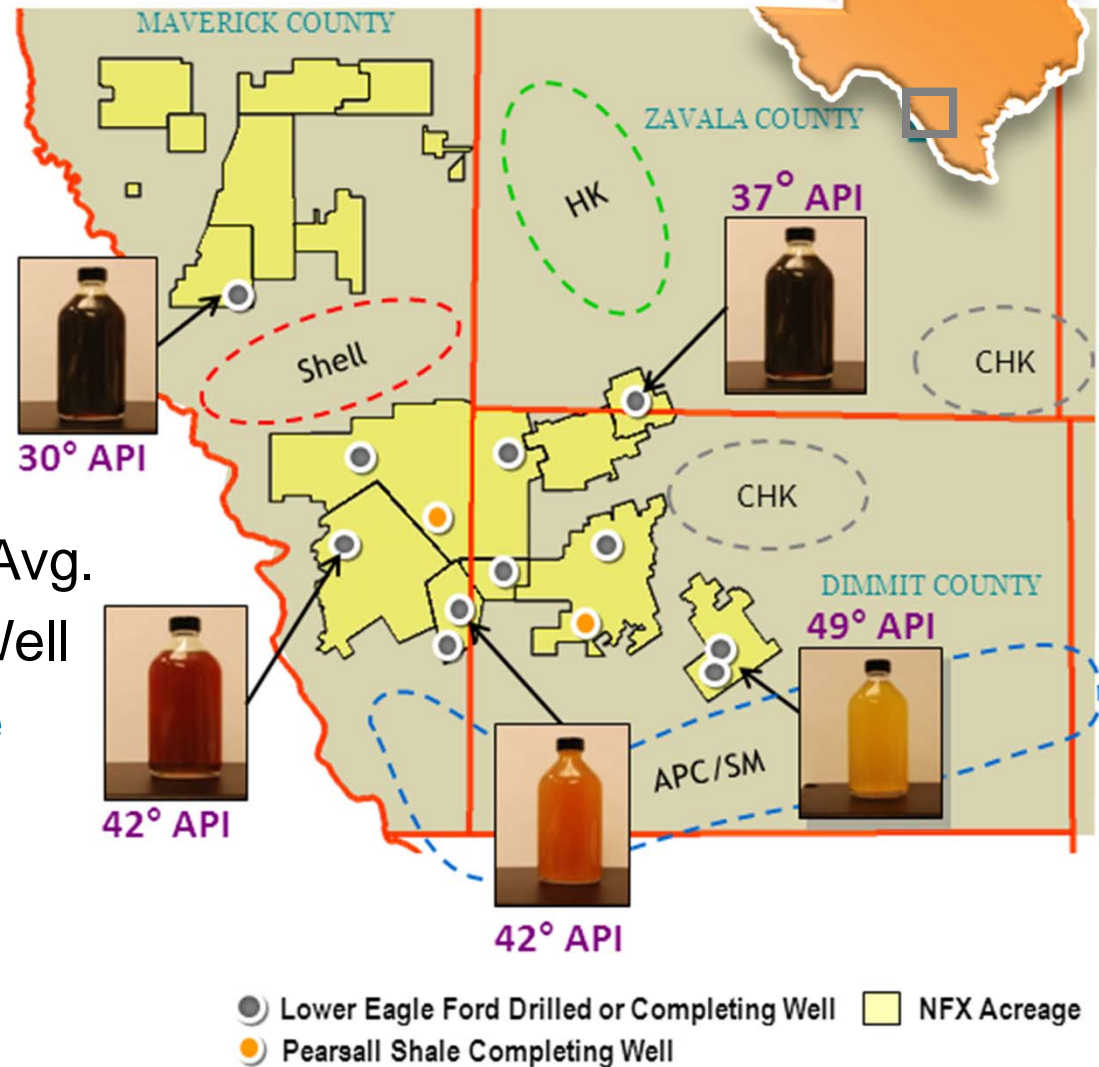 MAVERICK COUNTY
ZAVALA COUNTY
HK
37° API
Shell
CHK
30° API
CHK
Avg.
Well
DIMMIT COUNTY
49° API
APC/SM
42° API
42° API
Lower Eagle Ford Drilled or Completing Well
NFX Acreage
Pearsall Shale Completing Well